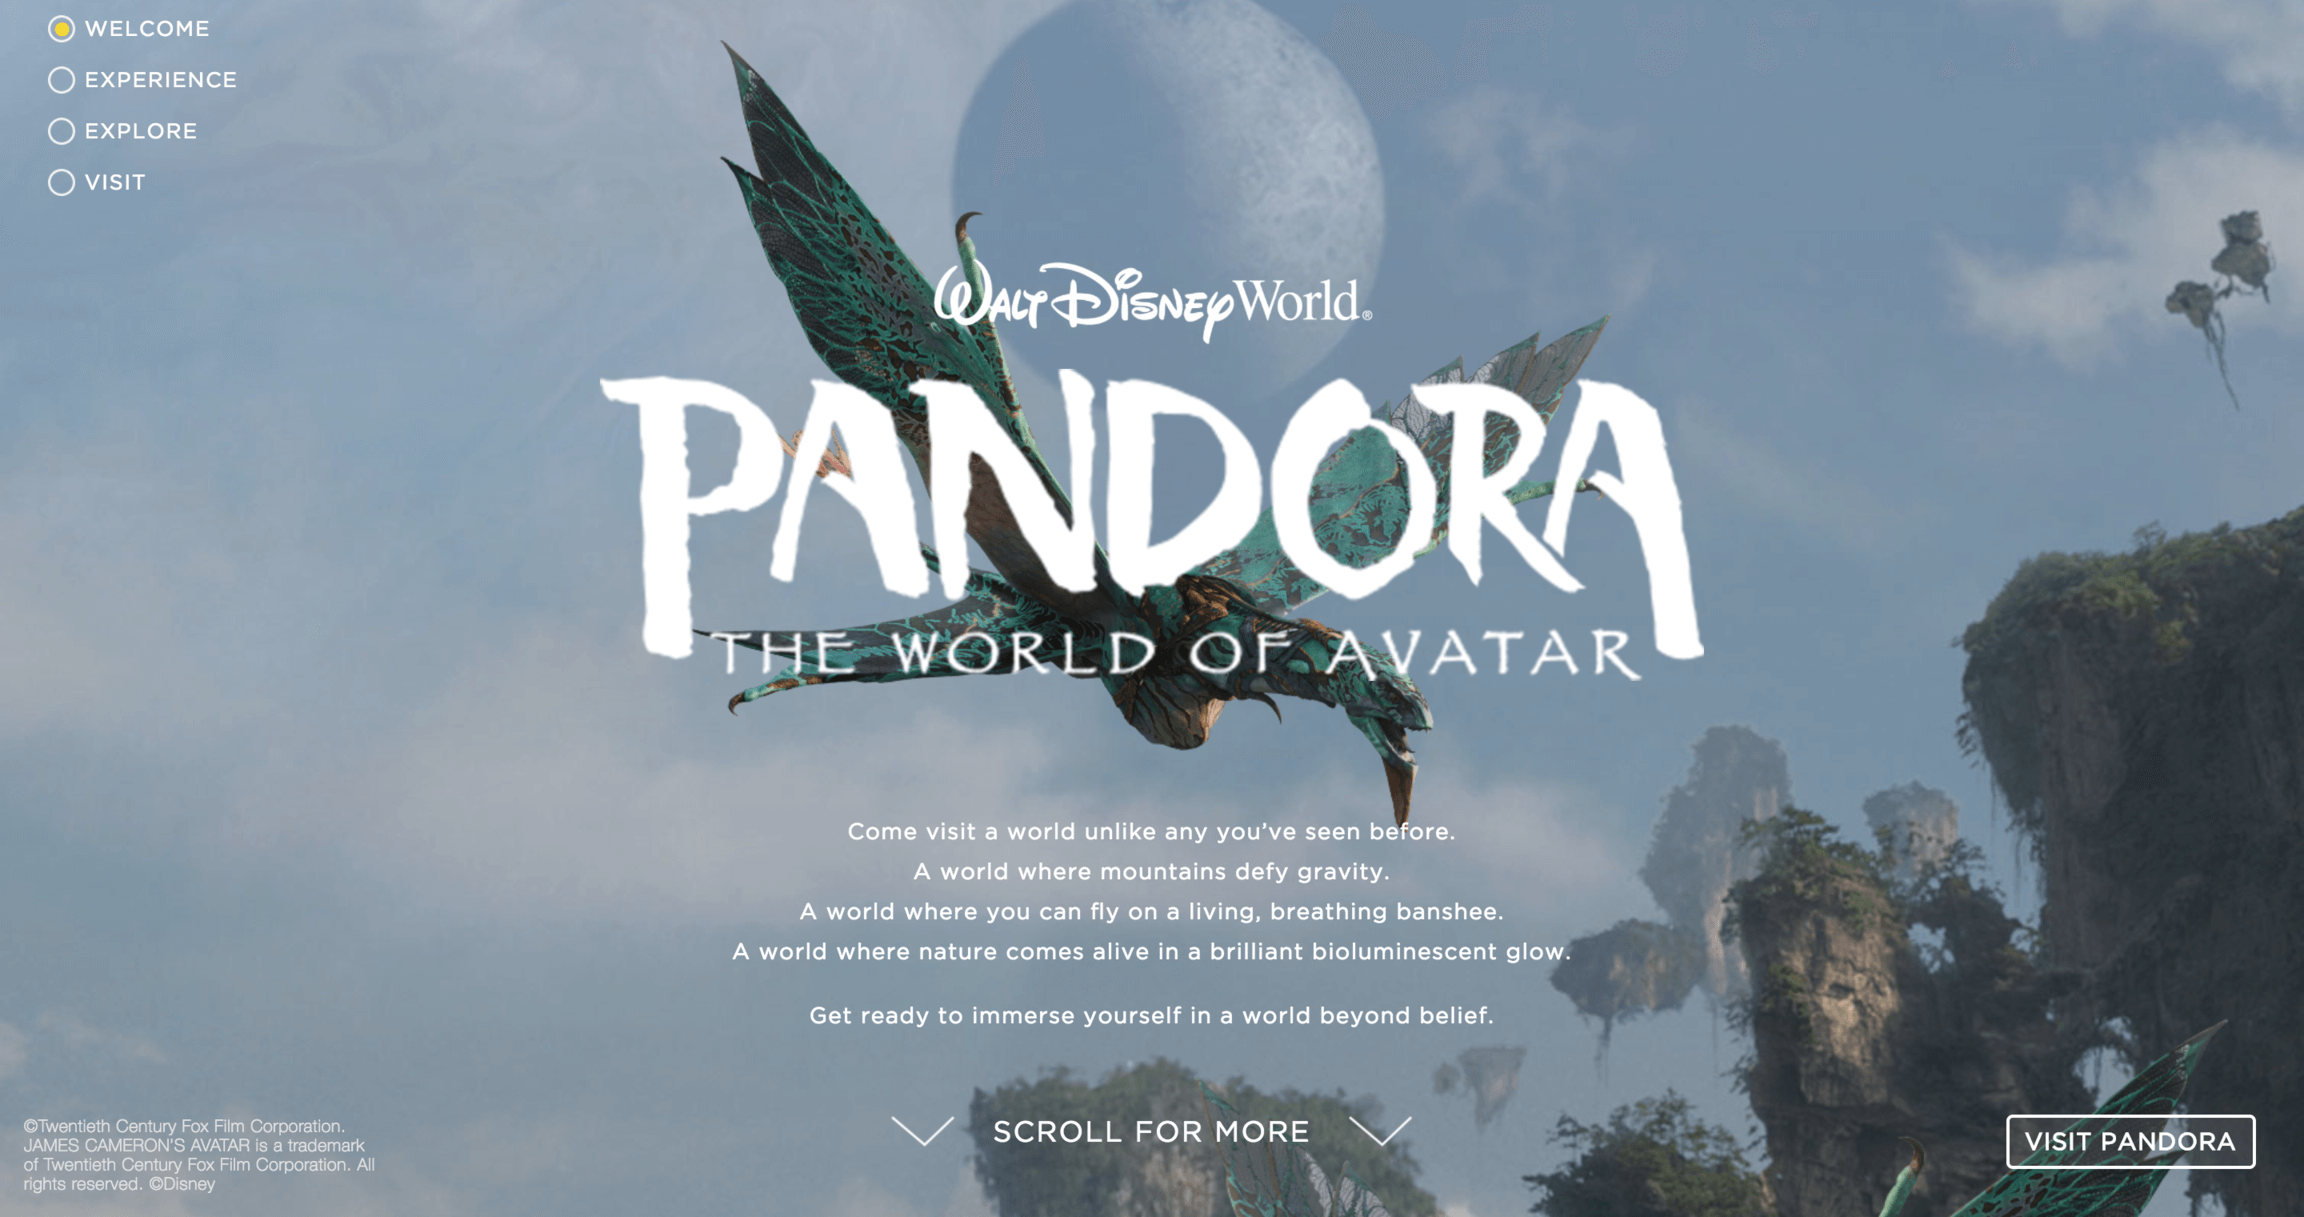 WELCOME
EXPERIENCE
EXPLORE
VISIT
WALT DISNEY World®
PANDORA
THE WORLD OF AVATAR
Come visit a world unlike any you’ve seen before.
A world where mountains defy gravity.
A world where you can fly on a living, breathing banshee.
A world where nature comes alive in a brilliant bioluminescent glow.
Get ready to immerse yourself in a world beyond belief.
SCROLL FOR MORE
©Twentieth Century Fox Film Corporation.
JAMES CAMERON’S AVATAR is a trademark
of Twentieth Century Fox Film Corporation. All
rights reserved. ©Disney
VISIT PANDORA